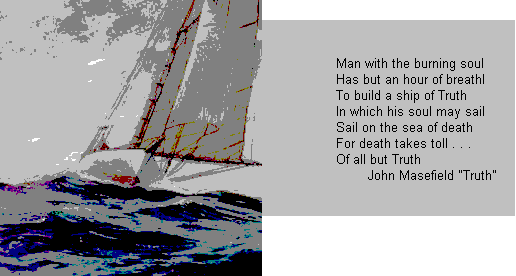 Man with the burning soul
Has but an hour of breathl
To build a ship of Truth
In which his soul may sail
Sail on the sea of death
For death takes toll . . .
Of all but Truth
John Masefield "Truth"